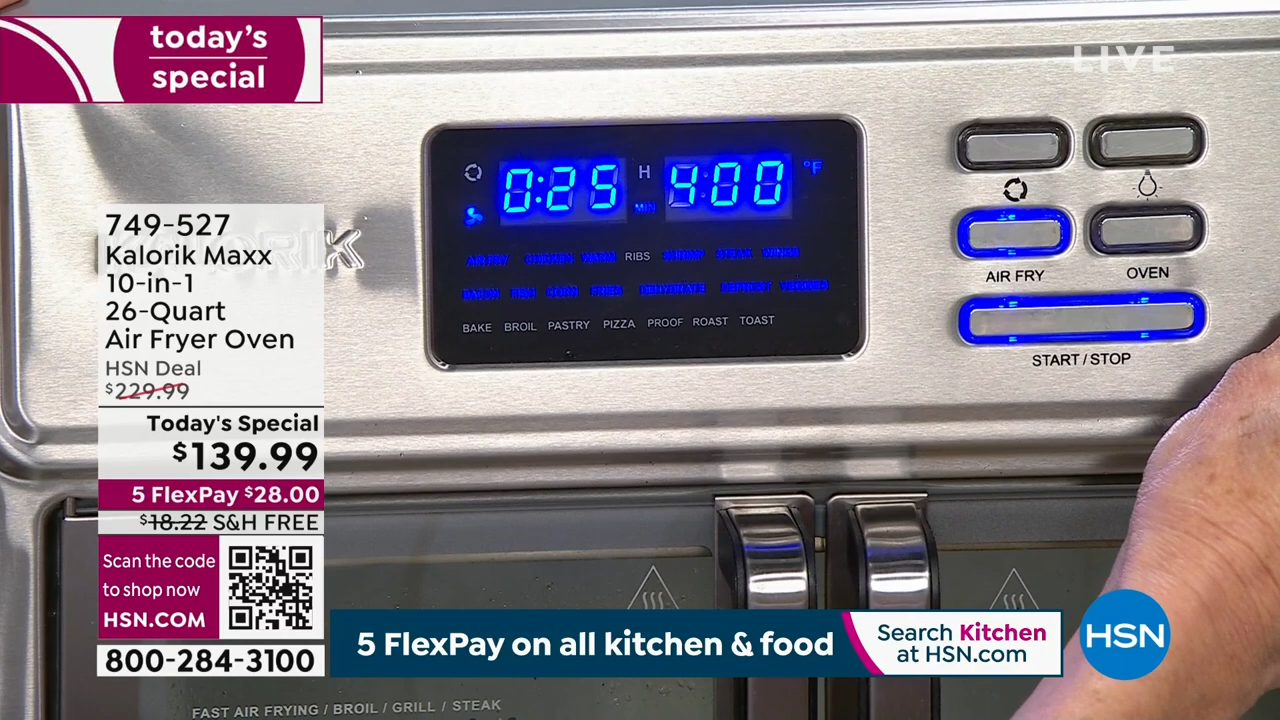 today's
special
LIVE
749-527
Kalorik Maxx
10-in-1
26-Quart
Air Fryer Oven
HSN Deal
$229.99
Today's Special
$139.99
5 FlexPay $28.00
$18.22 S&H FREE
Scan the code
to shop now
HSN.COM
800-284-3100
0:25 H MIN 400 °F
AIR FRY CHICKEN WARM RIBS SHRIMP STEAK WINGS
BACON FISH CORN FRIES DEHYDRATE DEFROST VEGGIES
BAKE BROIL PASTRY PIZZA PROOF ROAST TOAST
AIR FRY OVEN
START / STOP
5 FlexPay on all kitchen & food
Search Kitchen
at HSN.com
HSN
FAST AIR FRYING / BROIL / GRILL / STEAK